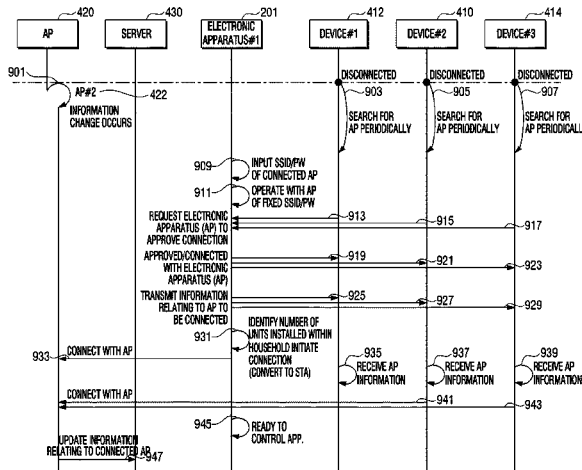 420
430
201
412
410
414
AP
SERVER
ELECTRONIC
APPARATUS#1
DEVICE#1
DEVICE#2
DEVICE#3
901
DISCONNECTED
DISCONNECTED
DISCONNECTED
AP#2
422
903
905
907
INFORMATION
CHANGE OCCURS
SEARCH FOR
AP PERIODICALLY
SEARCH FOR
AP PERIODICALLY
SEARCH FOR
AP PERIODICALLY
909
INPUT SSID/PW
OF CONNECTED AP
911
OPERATE WITH AP
OF FIXED SSID/PW
REQUEST ELECTRONIC
APPARATUS (AP) TO
APPROVE CONNECTION
913
915
917
APPROVED/CONNECTED
WITH ELECTRONIC
APPARATUS (AP)
919
921
923
TRANSMIT INFORMATION
RELATING TO AP TO
BE CONNECTED
925
927
929
931
IDENTIFY NUMBER OF
UNITS INSTALLED WITHIN
HOUSEHOLD INITIATE
CONNECTION
(CONVERT TO STA)
933
CONNECT WITH AP
935
RECEIVE AP
INFORMATION
937
RECEIVE AP
INFORMATION
939
RECEIVE AP
INFORMATION
CONNECT WITH AP
941
943
945
READY TO
CONTROL APP.
UPDATE INFORMATION
RELATING TO CONNECTED AP
947